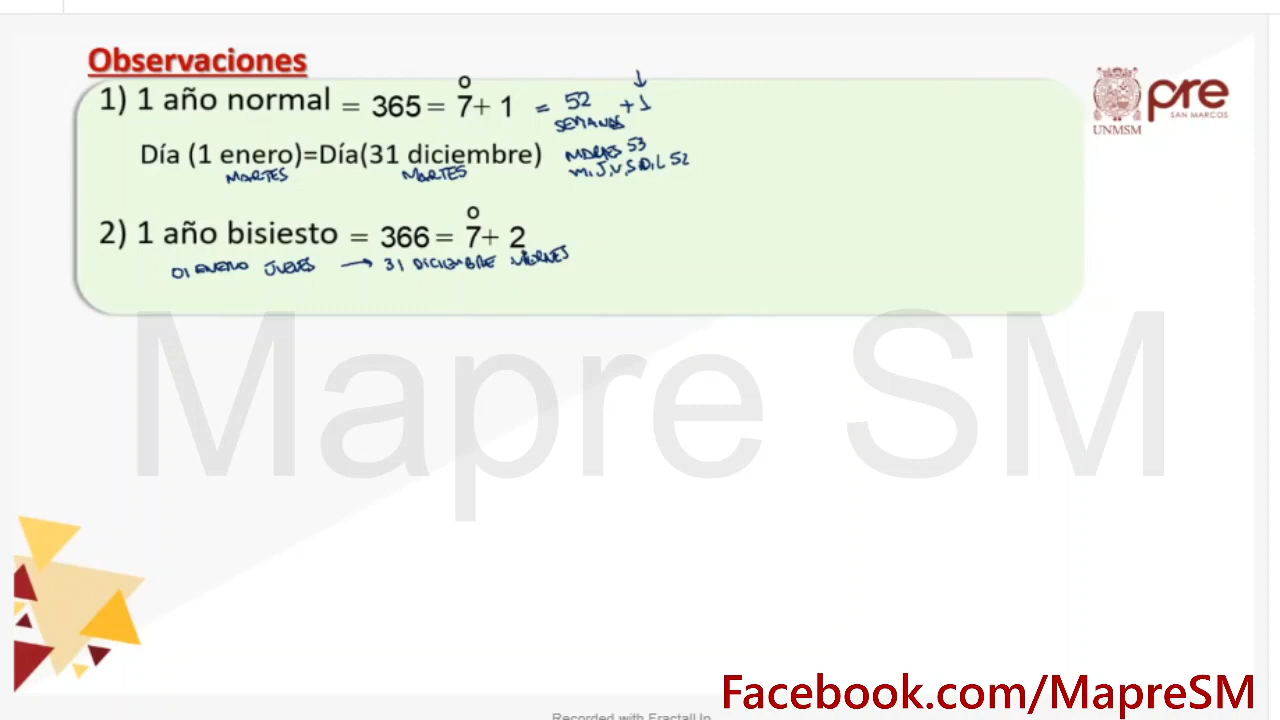 Observaciones
1) 1 año normal = 365 = 7̊ + 1 = 52 SEMANAS + 1
Día (1 enero)=Día(31 diciembre) MARTES 53
MARTES MARTES M, J, V, S, D, L 52
2) 1 año bisiesto = 366 = 7̊ + 2
01 ENERO JUEVES → 31 DICIEMBRE VIERNES
UNMSM
pre
SAN MARCOS
Mapre SM
Facebook.com/MapreSM